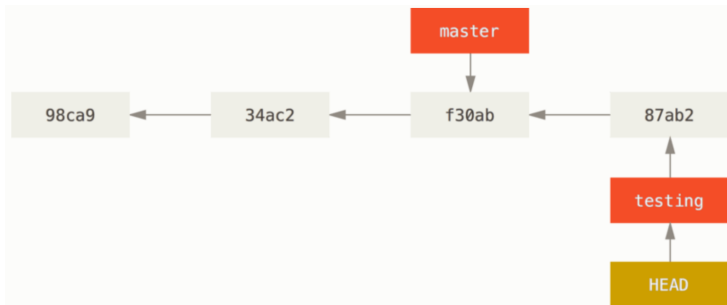 master
98ca9
34ac2
f30ab
87ab2
testing
HEAD